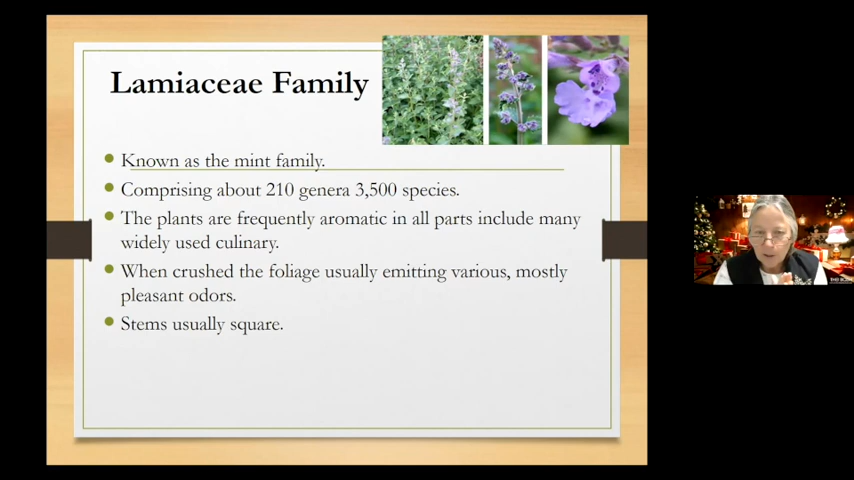 Lamiaceae Family
Known as the mint family.
Comprising about 210 genera 3,500 species.
The plants are frequently aromatic in all parts include many
widely used culinary.
When crushed the foliage usually emitting various, mostly
pleasant odors.
Stems usually square.